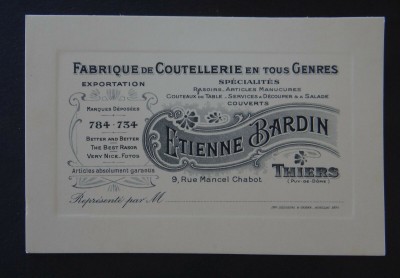 FABRIQUE DE COUTELLERIE EN TOUS GENRES
EXPORTATION
MARQUES DÉPOSÉES
784 - 754
BETTER AND BETTER
THE BEST RASOR
VERY NICE, FUTRO
Articles absolument garantis
SPÉCIALITÉS
RASOIRS, ARTICLES MANUCURES
COUTEAUX DE TABLE - SERVICES À DÉCOUPER & À SALADE
COUVERTS
ETIENNE BARDIN
9, Rue Mancel Chabot
THIERS
(PUY-DE-DÔME)
Représenté par M